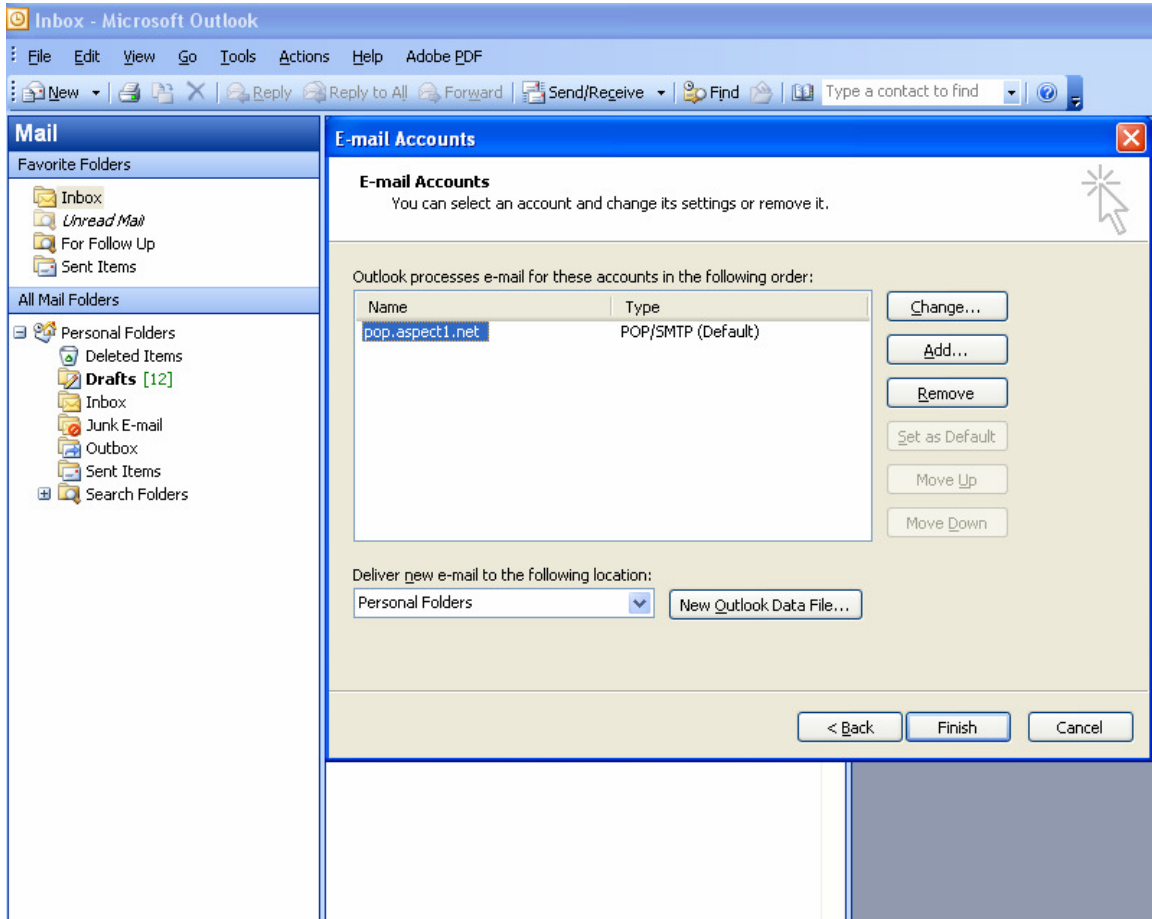 Inbox - Microsoft Outlook
File Edit View Go Tools Actions Help Adobe PDF
New Reply Reply to All Forward Send/Receive Find Type a contact to find
Mail
Favorite Folders
Inbox
Unread Mail
For Follow Up
Sent Items
All Mail Folders
Personal Folders
Deleted Items
Drafts [12]
Inbox
Junk E-mail
Outbox
Sent Items
Search Folders
E-mail Accounts
E-mail Accounts
You can select an account and change its settings or remove it.
Outlook processes e-mail for these accounts in the following order:
Name Type
pop.aspect1.net POP/SMTP (Default)
Change...
Add...
Remove
Set as Default
Move Up
Move Down
Deliver new e-mail to the following location:
Personal Folders New Outlook Data File...
< Back Finish Cancel